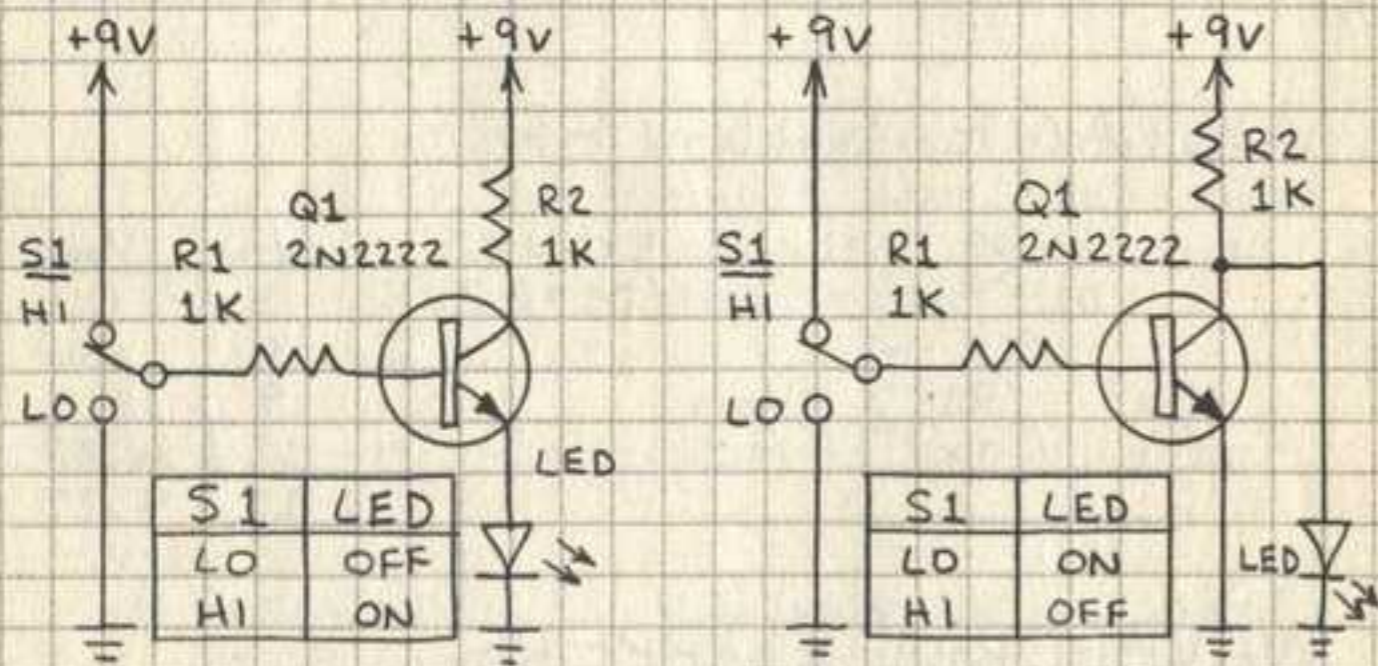 +9V
+9V
R2
1K
Q1
2N2222
S1
HI
R1
1K
LO
LED
S1 LED
LO OFF
HI ON
+9V
+9V
R2
1K
Q1
2N2222
S1
HI
R1
1K
LO
S1 LED
LO ON
HI OFF
LED